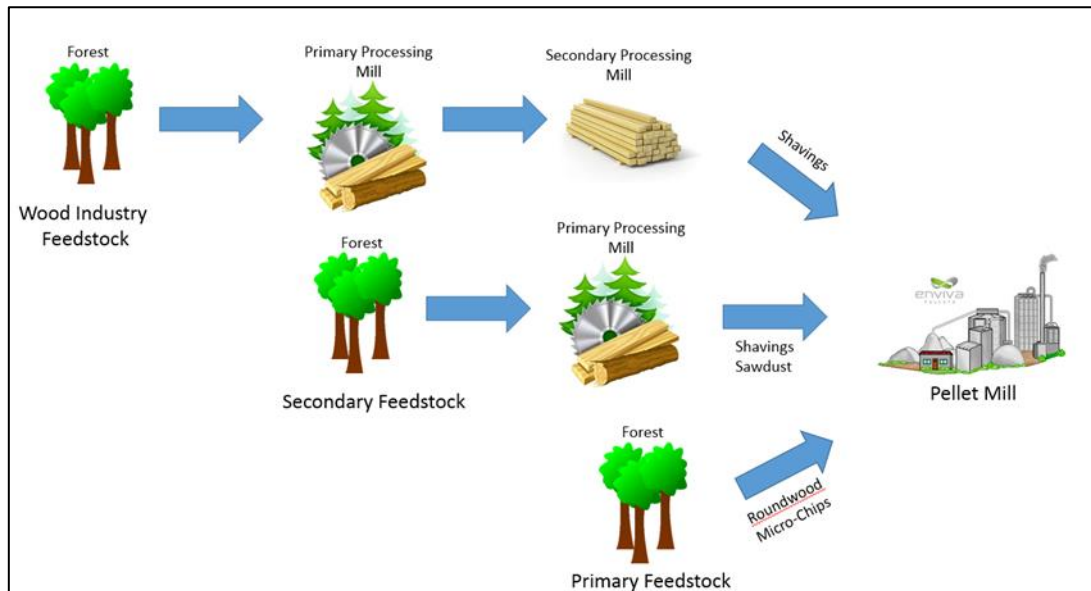 Forest
Primary Processing
Mill
Secondary Processing
Mill
Shavings
Wood Industry
Feedstock
Forest
Primary Processing
Mill
Shavings
Sawdust
enviva
PELLETS
Pellet Mill
Secondary Feedstock
Forest
Roundwood
Micro-Chips
Primary Feedstock